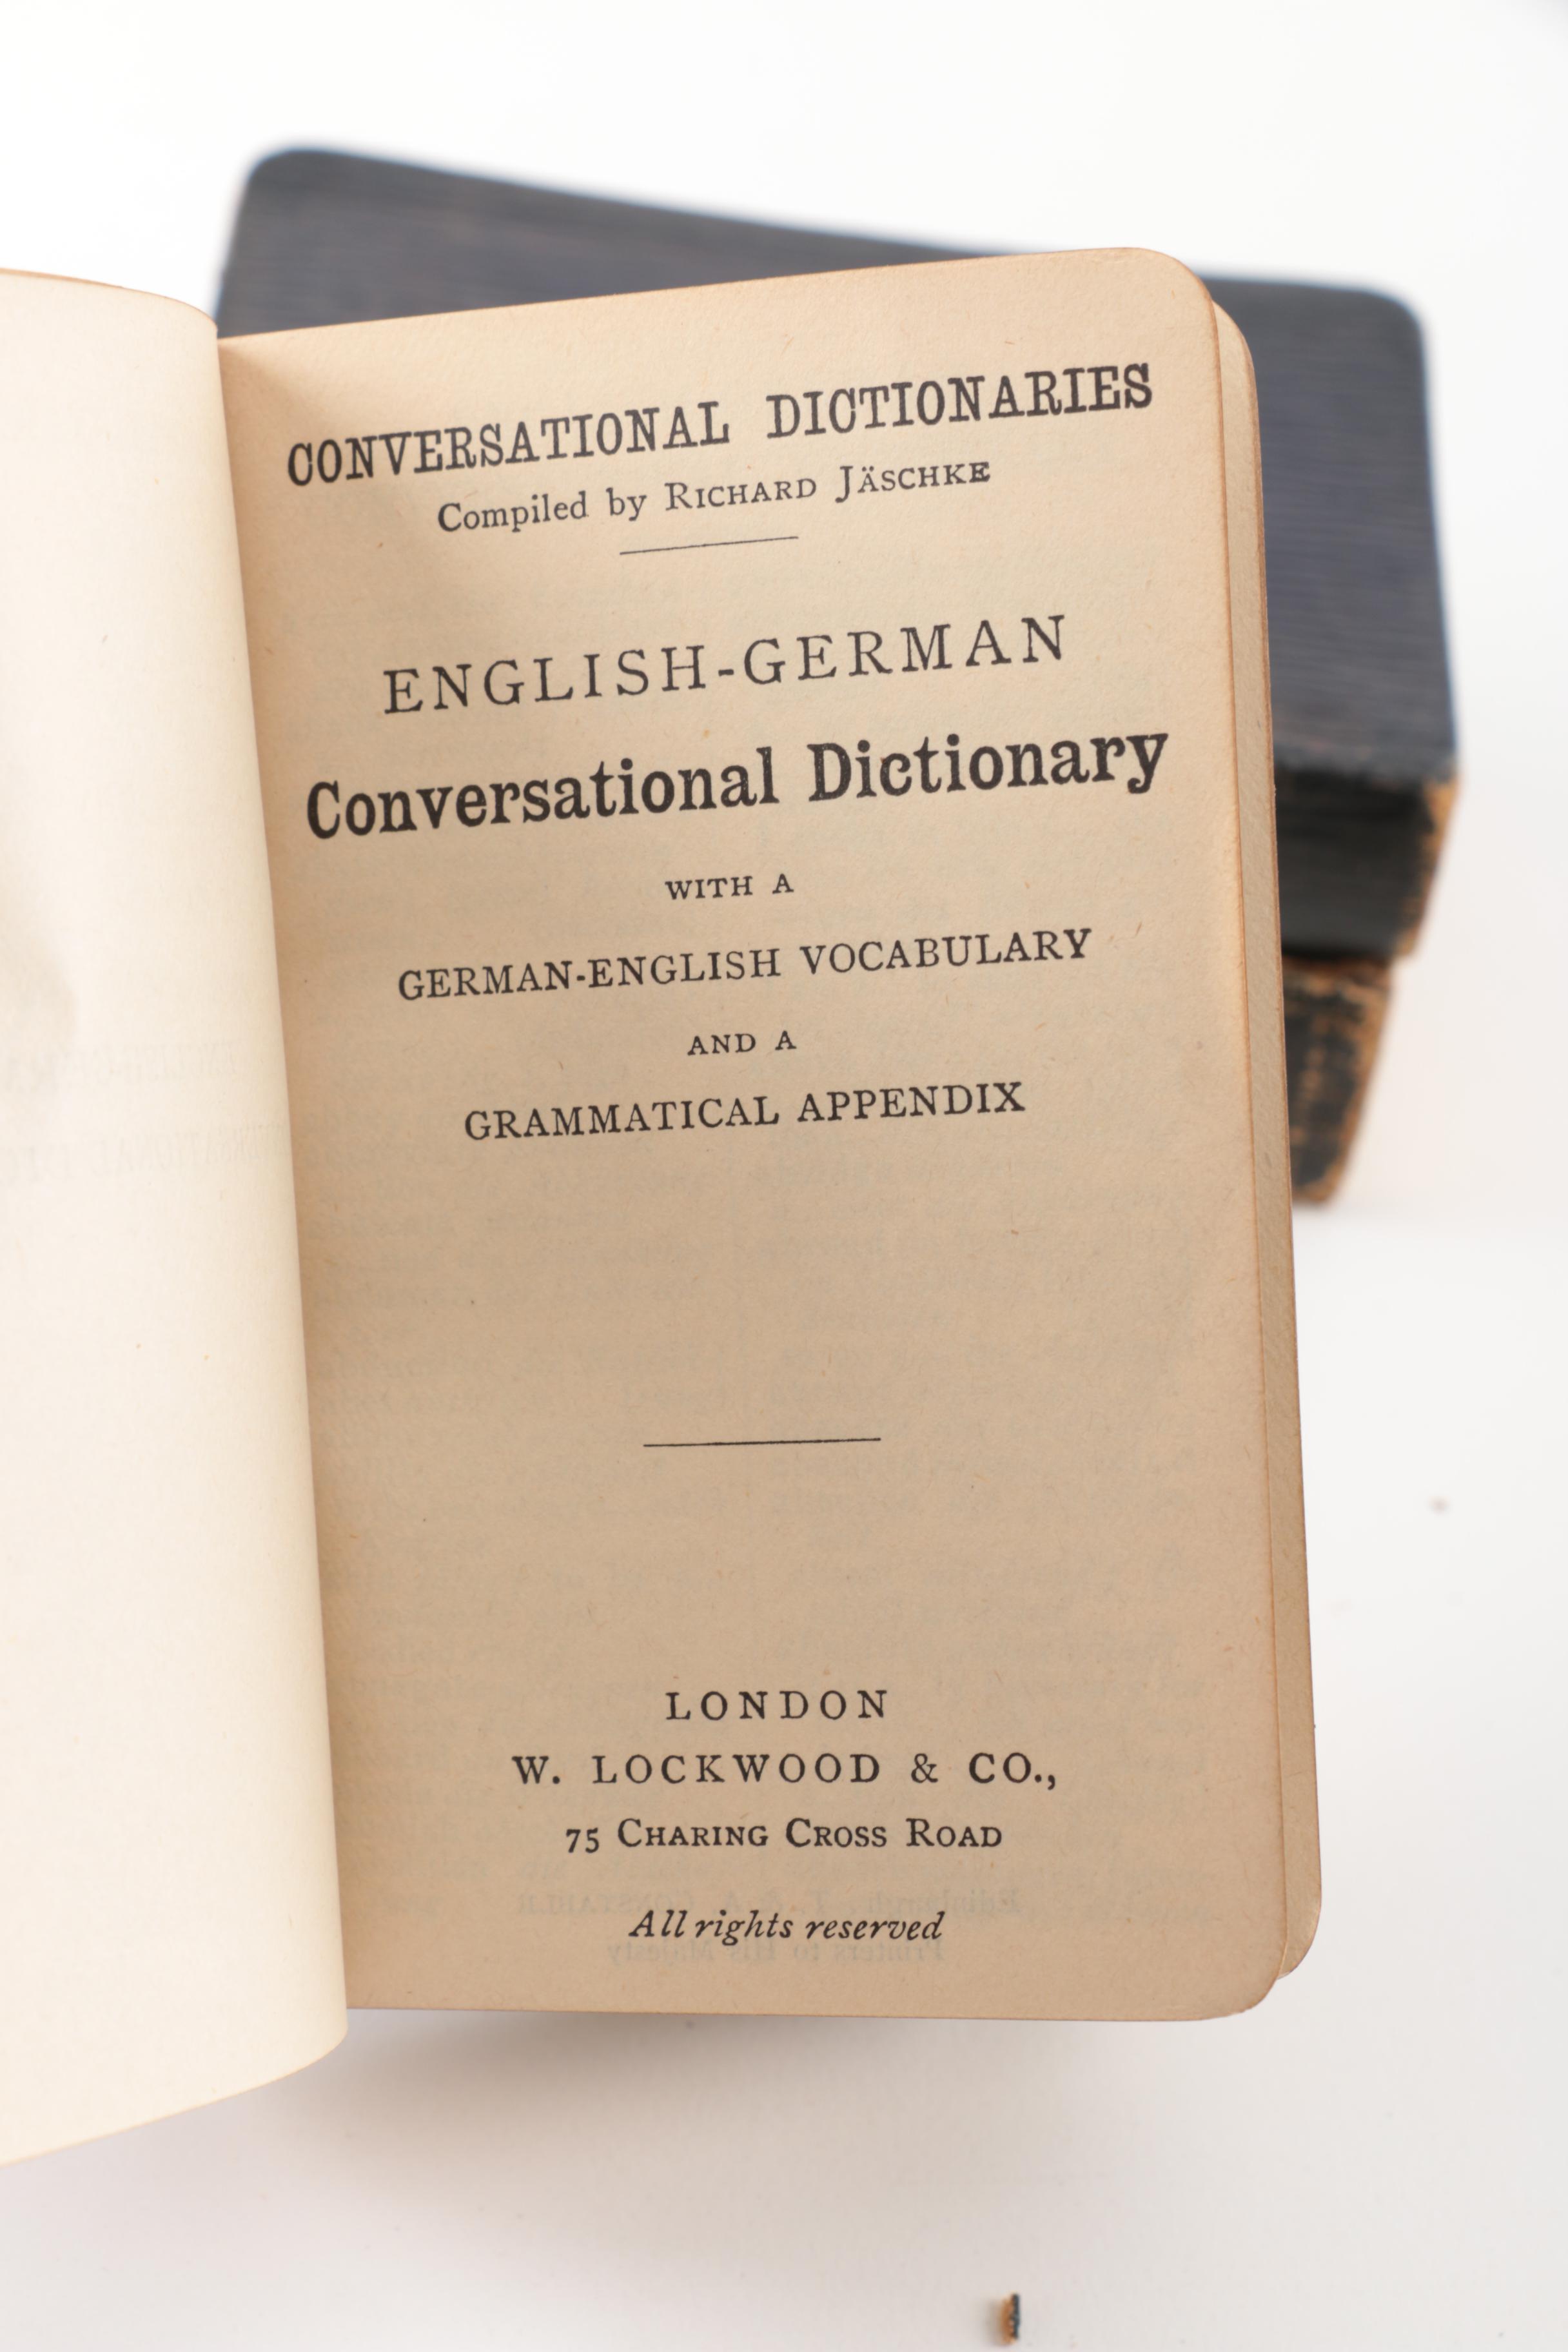 CONVERSATIONAL DICTIONARIES
Compiled by RICHARD JÄSCHKE
ENGLISH-GERMAN
Conversational Dictionary
WITH A
GERMAN-ENGLISH VOCABULARY
AND A
GRAMMATICAL APPENDIX
LONDON
W. LOCKWOOD & CO.,
75 CHARING CROSS ROAD
All rights reserved